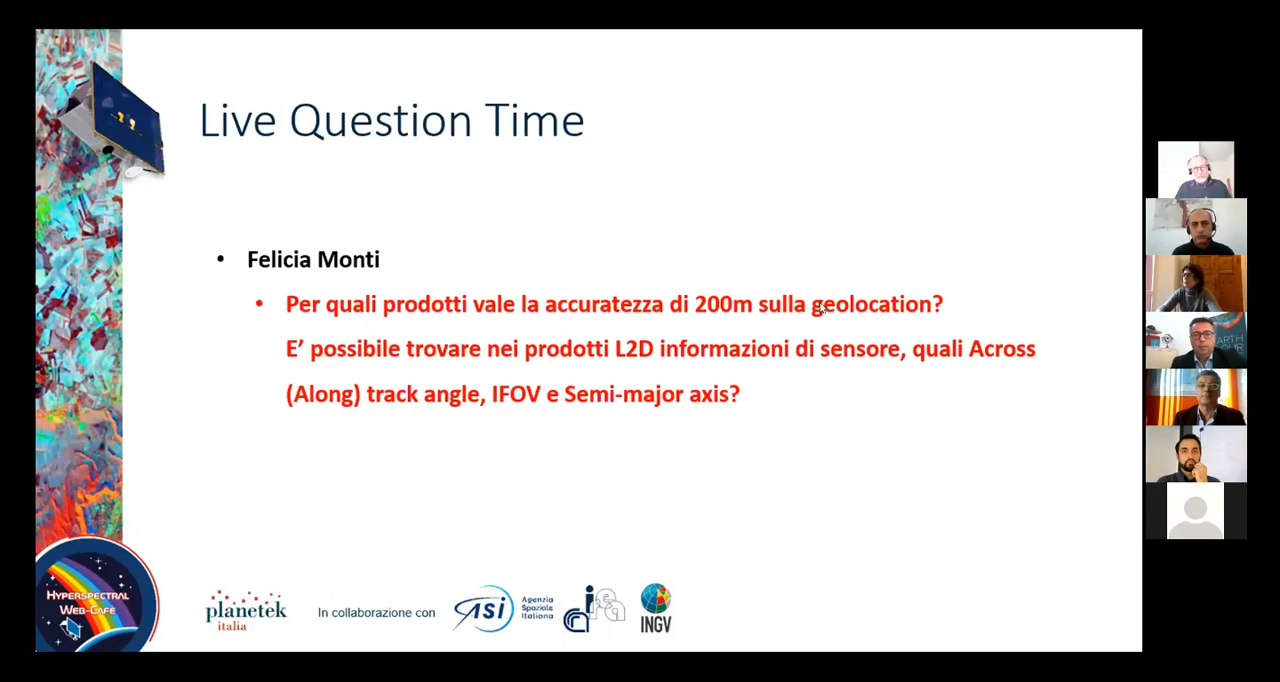 Live Question Time
• Felicia Monti
• Per quali prodotti vale la accuratezza di 200m sulla geolocation?
E’ possibile trovare nei prodotti L2D informazioni di sensore, quali Across
(Along) track angle, IFOV e Semi-major axis?
HYPERSPECTRAL
WEB-CAFÈ
planetek
italia
In collaborazione con
ASI
Agenzia
Spaziale
Italiana
irea
INGV